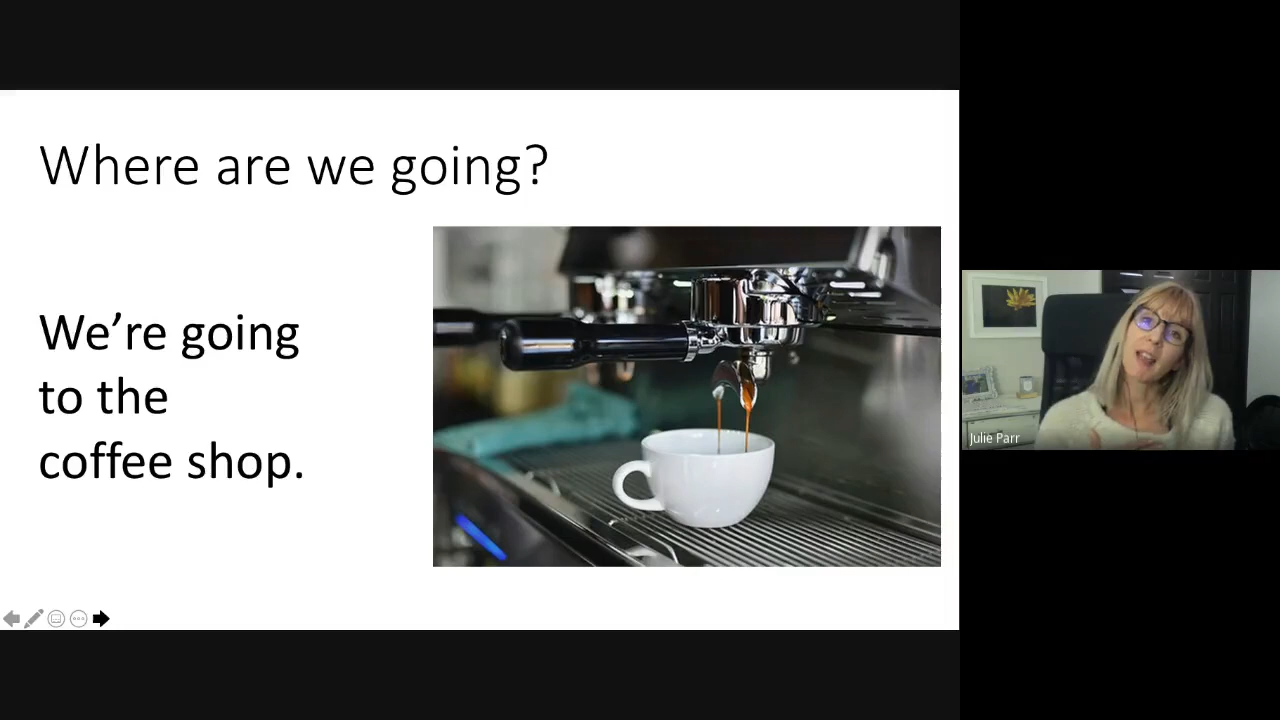 Where are we going?
We're going
to the
coffee shop.
Julie Parr